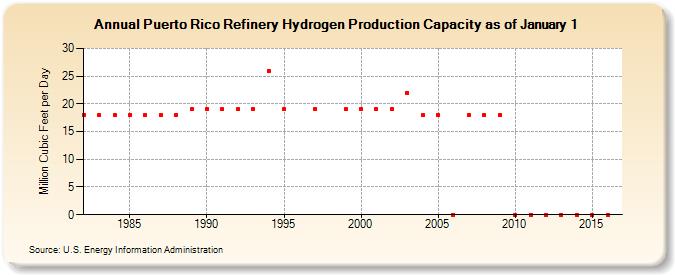 Annual Puerto Rico Refinery Hydrogen Production Capacity as of January 1
Million Cubic Feet per Day
30
25
20
15
10
5
0
1985 1990 1995 2000 2005 2010 2015
Source: U.S. Energy Information Administration